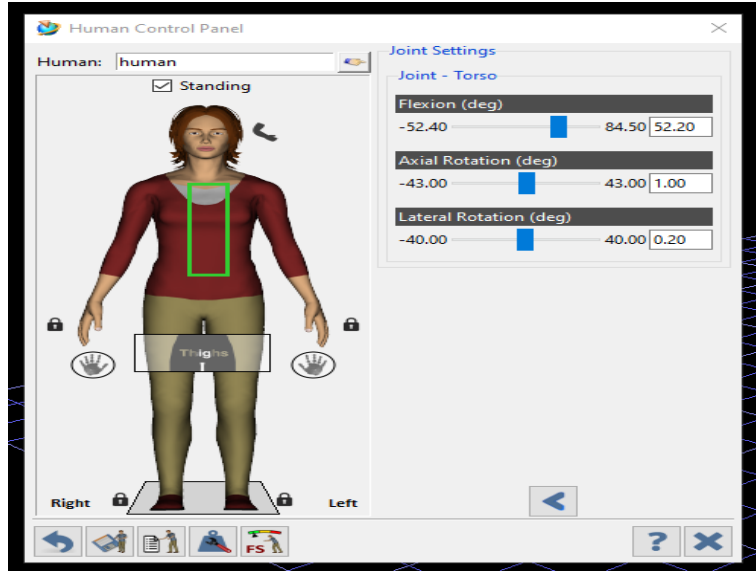 Human Control Panel
Human: human
Standing
Thighs
Right
Left
Joint Settings
Joint - Torso
Flexion (deg)
-52.40 84.50 52.20
Axial Rotation (deg)
-43.00 43.00 1.00
Lateral Rotation (deg)
-40.00 40.00 0.20
FS
?